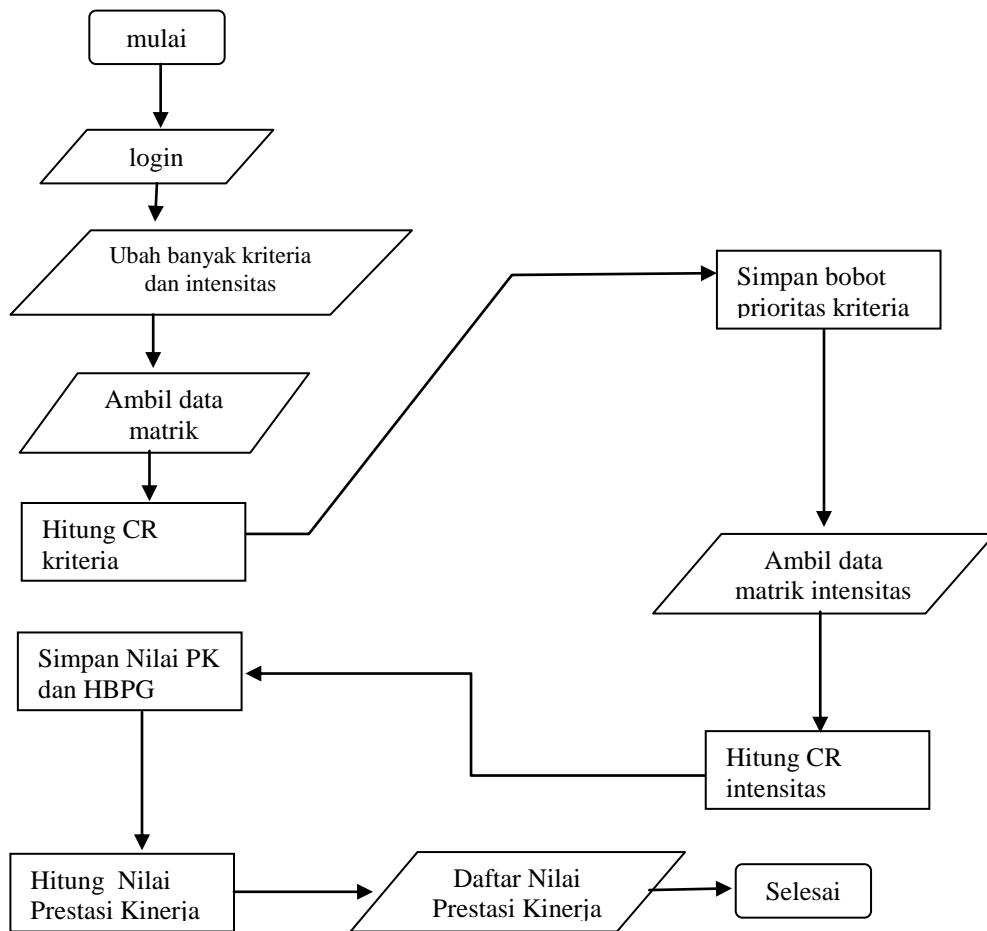 mulai
login
Ubah banyak kriteria
dan intensitas
Ambil data
matrik
Hitung CR
kriteria
Simpan bobot
prioritas kriteria
Ambil data
matrik intensitas
Hitung CR
intensitas
Simpan Nilai PK
dan HBPG
Hitung Nilai
Prestasi Kinerja
Daftar Nilai
Prestasi Kinerja
Selesai